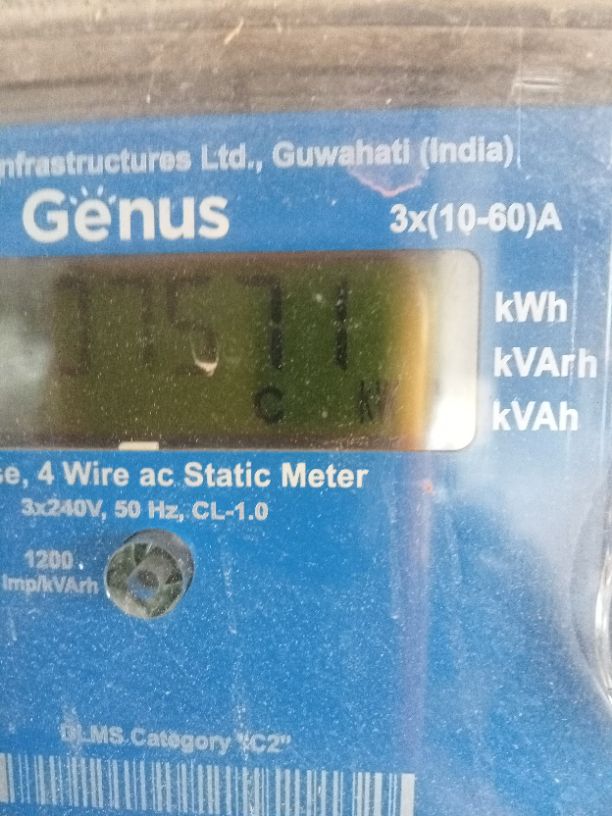 nfrastructures Ltd., Guwahati (India)
Genus
3x(10-60)A
07571
kWh
kVArh
C
kVAh
se, 4 Wire ac Static Meter
3x240V, 50 Hz, CL-1.0
1200
Imp/kVArh
DLMS Category "C2"